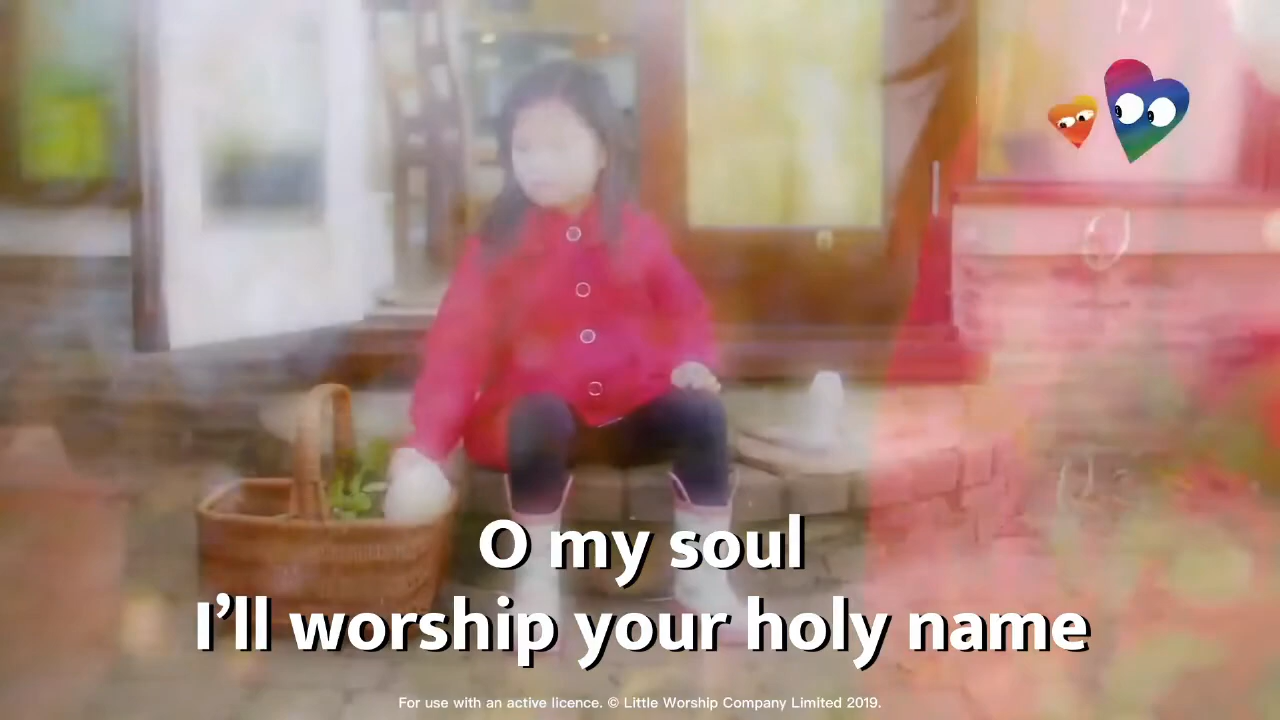 O my soul
I'll worship your holy name
For use with an active licence. © Little Worship Company Limited 2019.